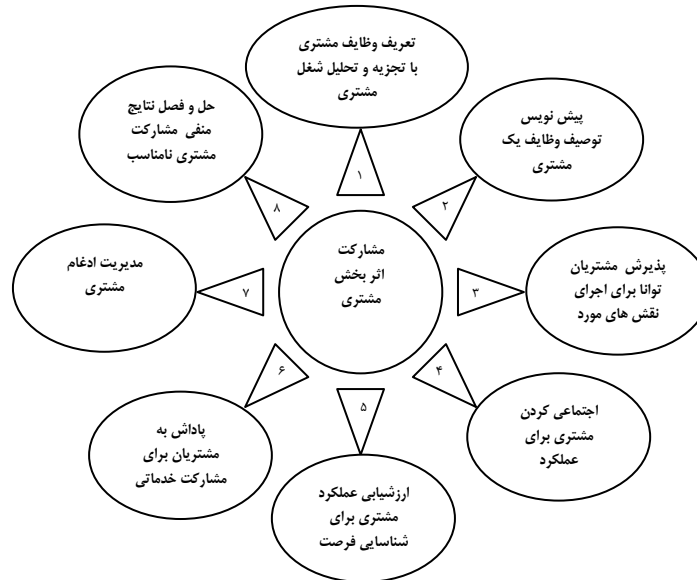 مشارکت
اثر بخش
مشتری
۱
تعریف وظایف مشتری
با تجزیه و تحلیل شغل
مشتری
۲
پیش نویس
توصیف وظایف یک
مشتری
۳
پذیرش مشتریان
توانا برای اجرای
نقش های مورد
۴
اجتماعی کردن
مشتری برای
عملکرد
۵
ارزشیابی عملکرد
مشتری برای
شناسایی فرصت
۶
پاداش به
مشتریان برای
مشارکت خدماتی
۷
مدیریت ادغام
مشتری
۸
حل و فصل نتایج
منفی مشارکت
مشتری نامناسب